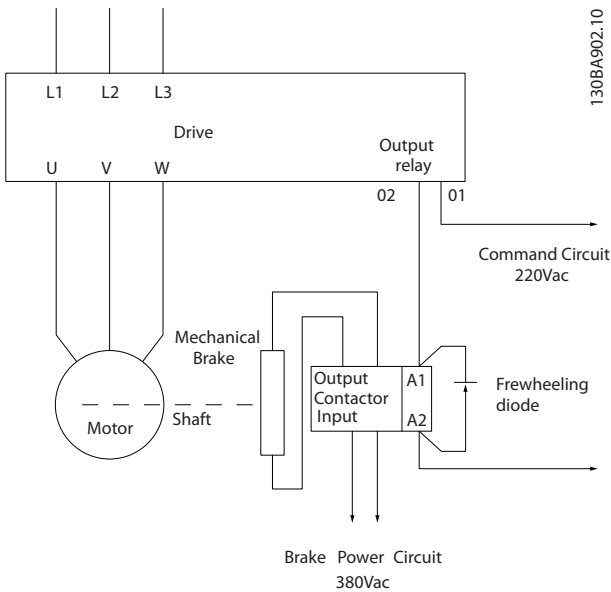 130BA902.10
L1 L2 L3
Drive
Output
relay
U V W
02 01
Command Circuit
220Vac
Mechanical
Brake
Output
Contactor
Input
A1
A2
Frewheeling
diode
Shaft
Motor
Brake Power Circuit
380Vac